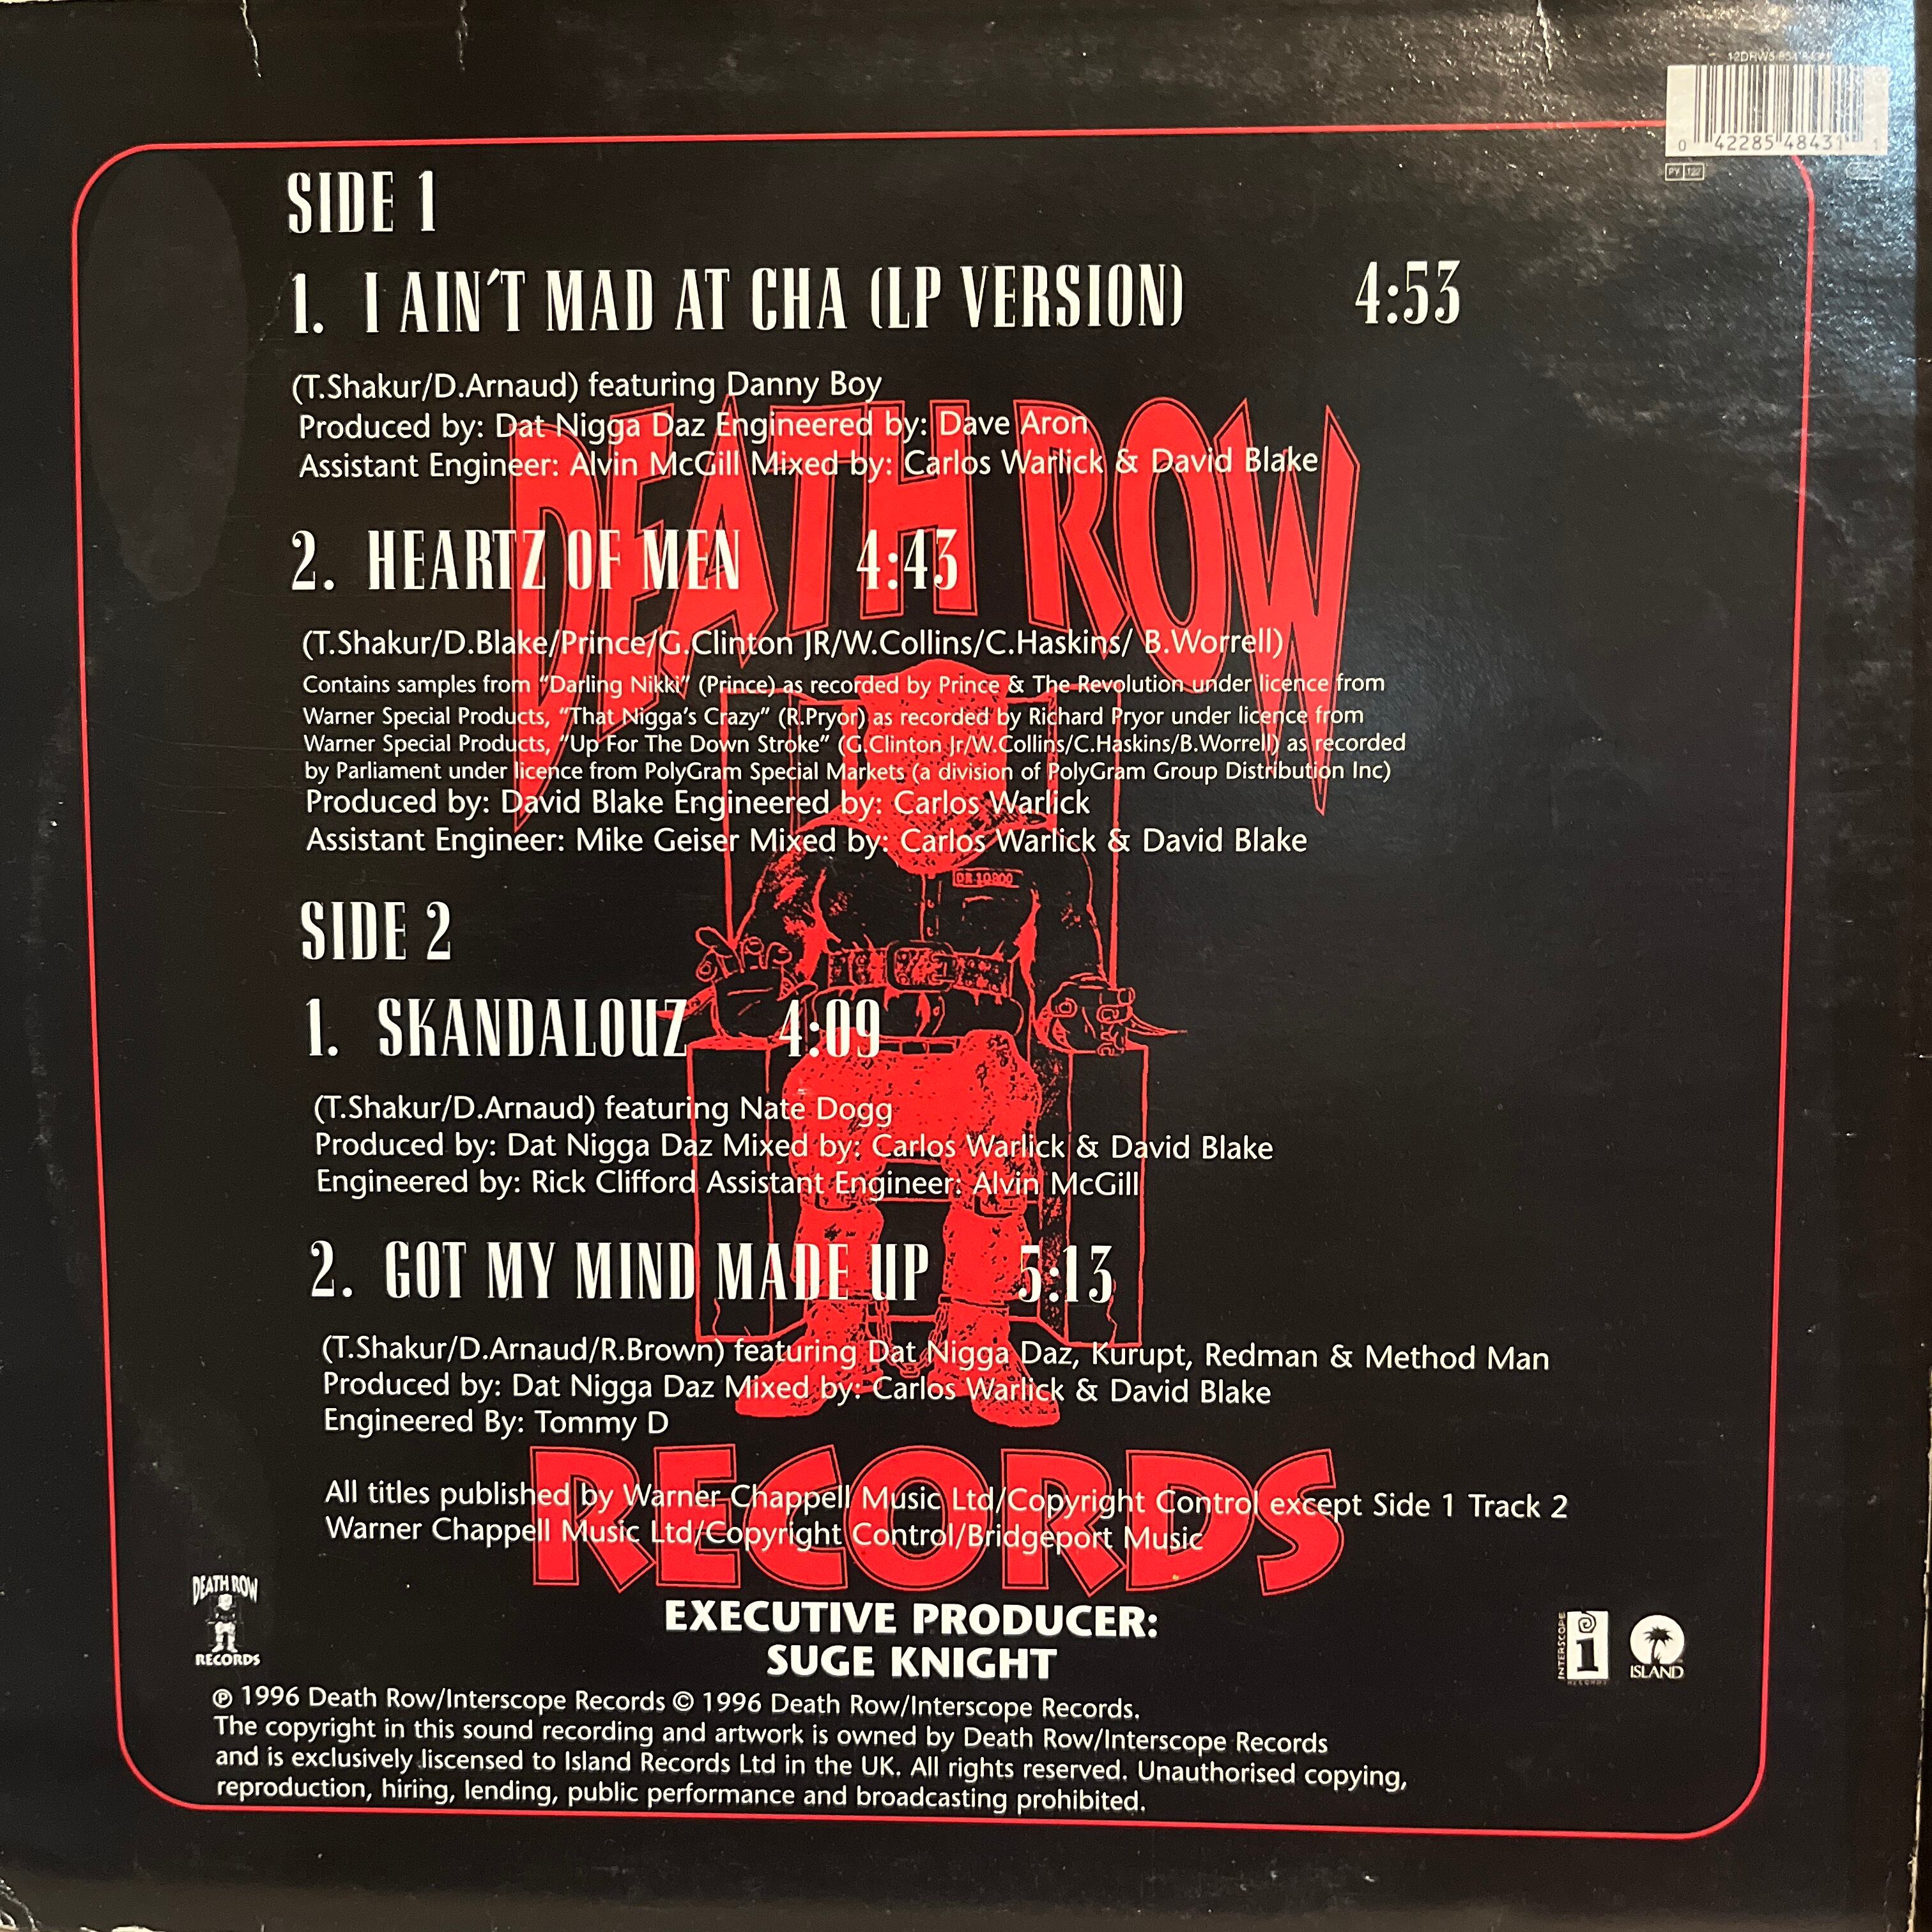 0 42285 48431 1
PY 122
SIDE 1
1. I AIN'T MAD AT CHA (LP VERSION) 4:53
(T.Shakur/D.Arnaud) featuring Danny Boy
Produced by: Dat Nigga Daz Engineered by: Dave Aron
Assistant Engineer: Alvin McGill Mixed by: Carlos Warlick & David Blake
DEATH ROW
2. HEARTZ OF MEN 4:43
(T.Shakur/D.Blake/Prince/G.Clinton JR/W.Collins/C.Haskins/ B.Worrell)
Contains samples from "Darling Nikki" (Prince) as recorded by Prince & The Revolution under licence from
Warner Special Products, "That Nigga's Crazy" (R.Pryor) as recorded by Richard Pryor under licence from
Warner Special Products, "Up For The Down Stroke" (G.Clinton Jr/W.Collins/C.Haskins/B.Worrell) as recorded
by Parliament under licence from PolyGram Special Markets (a division of PolyGram Group Distribution Inc)
Produced by: David Blake Engineered by: Carlos Warlick
Assistant Engineer: Mike Geiser Mixed by: Carlos Warlick & David Blake
SIDE 2
1. SKANDALOUZ 4:09
(T.Shakur/D.Arnaud) featuring Nate Dogg
Produced by: Dat Nigga Daz Mixed by: Carlos Warlick & David Blake
Engineered by: Rick Clifford Assistant Engineer: Alvin McGill
2. GOT MY MIND MADE UP 5:13
(T.Shakur/D.Arnaud/R.Brown) featuring Dat Nigga Daz, Kurupt, Redman & Method Man
Produced by: Dat Nigga Daz Mixed by: Carlos Warlick & David Blake
Engineered By: Tommy D
RECORDS
All titles published by Warner Chappell Music Ltd/Copyright Control except Side 1 Track 2
Warner Chappell Music Ltd/Copyright Control/Bridgeport Music
DEATH ROW
RECORDS
EXECUTIVE PRODUCER:
SUGE KNIGHT
INTERSCOPE
RECORDS
ISLAND
℗ 1996 Death Row/Interscope Records © 1996 Death Row/Interscope Records.
The copyright in this sound recording and artwork is owned by Death Row/Interscope Records
and is exclusively liscensed to Island Records Ltd in the UK. All rights reserved. Unauthorised copying,
reproduction, hiring, lending, public performance and broadcasting prohibited.